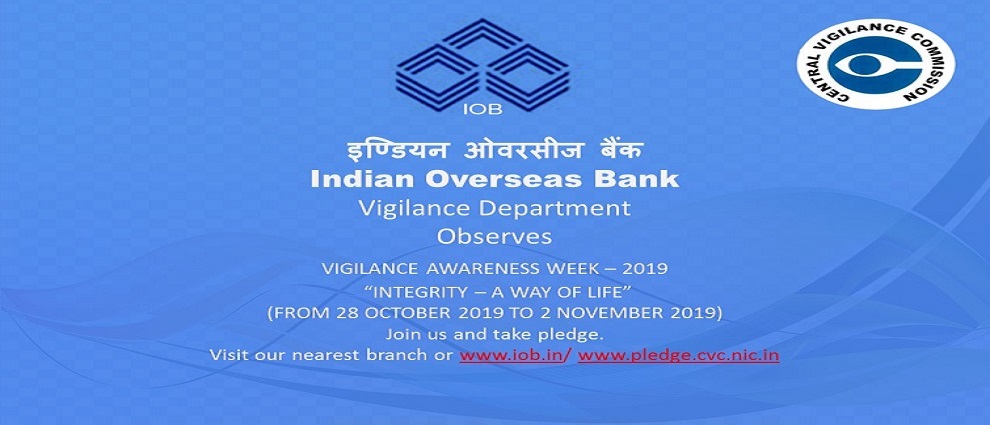 CENTRAL VIGILANCE COMMISSION
IOB
इण्डियन ओवरसीज बैंक
Indian Overseas Bank
Vigilance Department
Observes
VIGILANCE AWARENESS WEEK – 2019
“INTEGRITY – A WAY OF LIFE”
(FROM 28 OCTOBER 2019 TO 2 NOVEMBER 2019)
Join us and take pledge.
Visit our nearest branch or www.iob.in/ www.pledge.cvc.nic.in